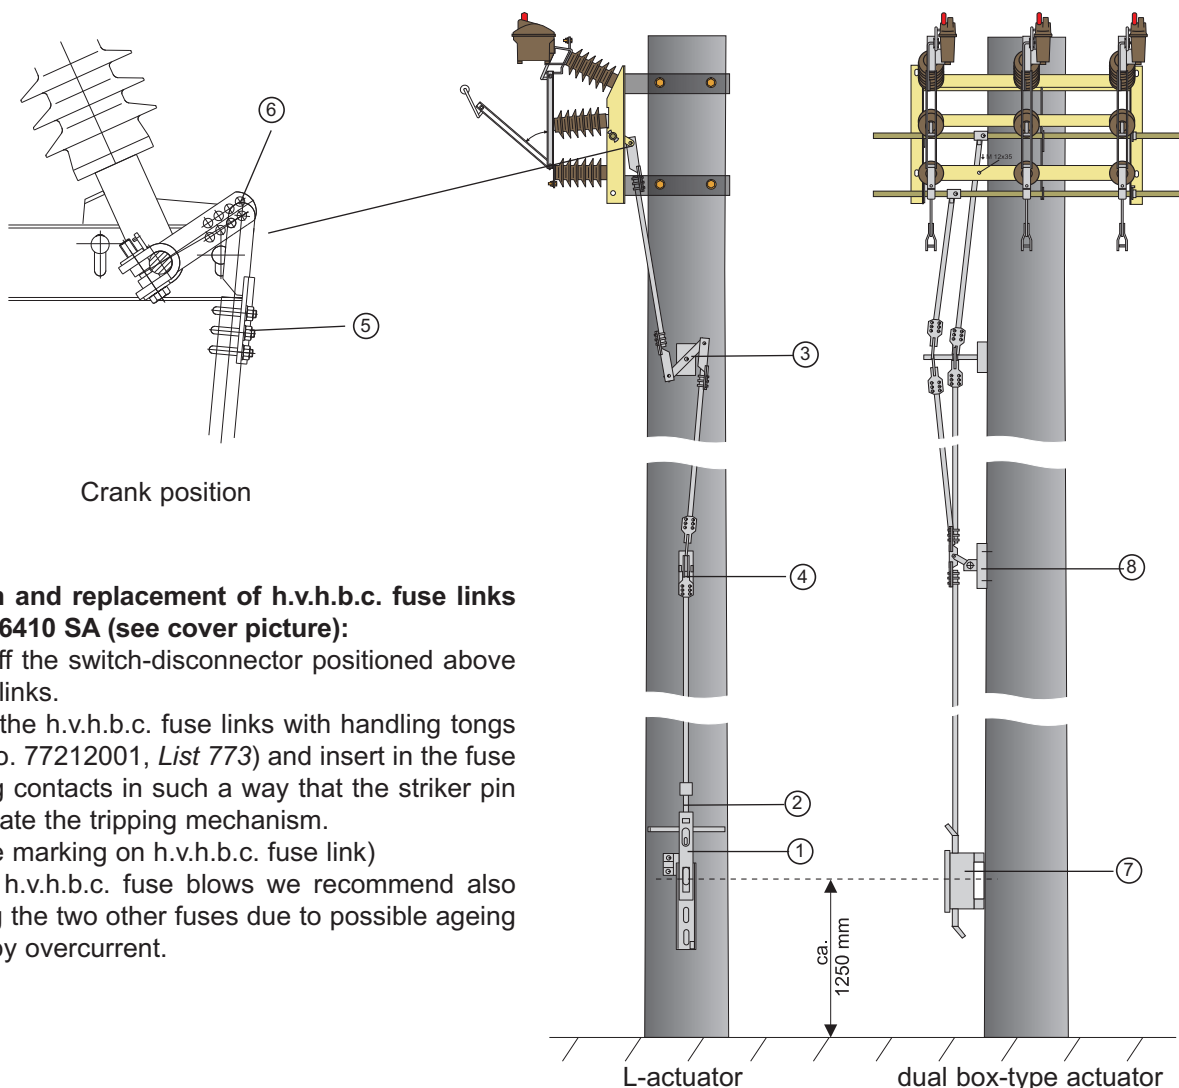 6
5
Crank position
n and replacement of h.v.h.b.c. fuse links
6410 SA (see cover picture):
ff the switch-disconnector positioned above
links.
the h.v.h.b.c. fuse links with handling tongs
o. 77212001, List 773) and insert in the fuse
g contacts in such a way that the striker pin
ate the tripping mechanism.
e marking on h.v.h.b.c. fuse link)
h.v.h.b.c. fuse blows we recommend also
g the two other fuses due to possible ageing
by overcurrent.
3
4
2
1
ca.
1250 mm
L-actuator
M 12x35
8
7
dual box-type actuator